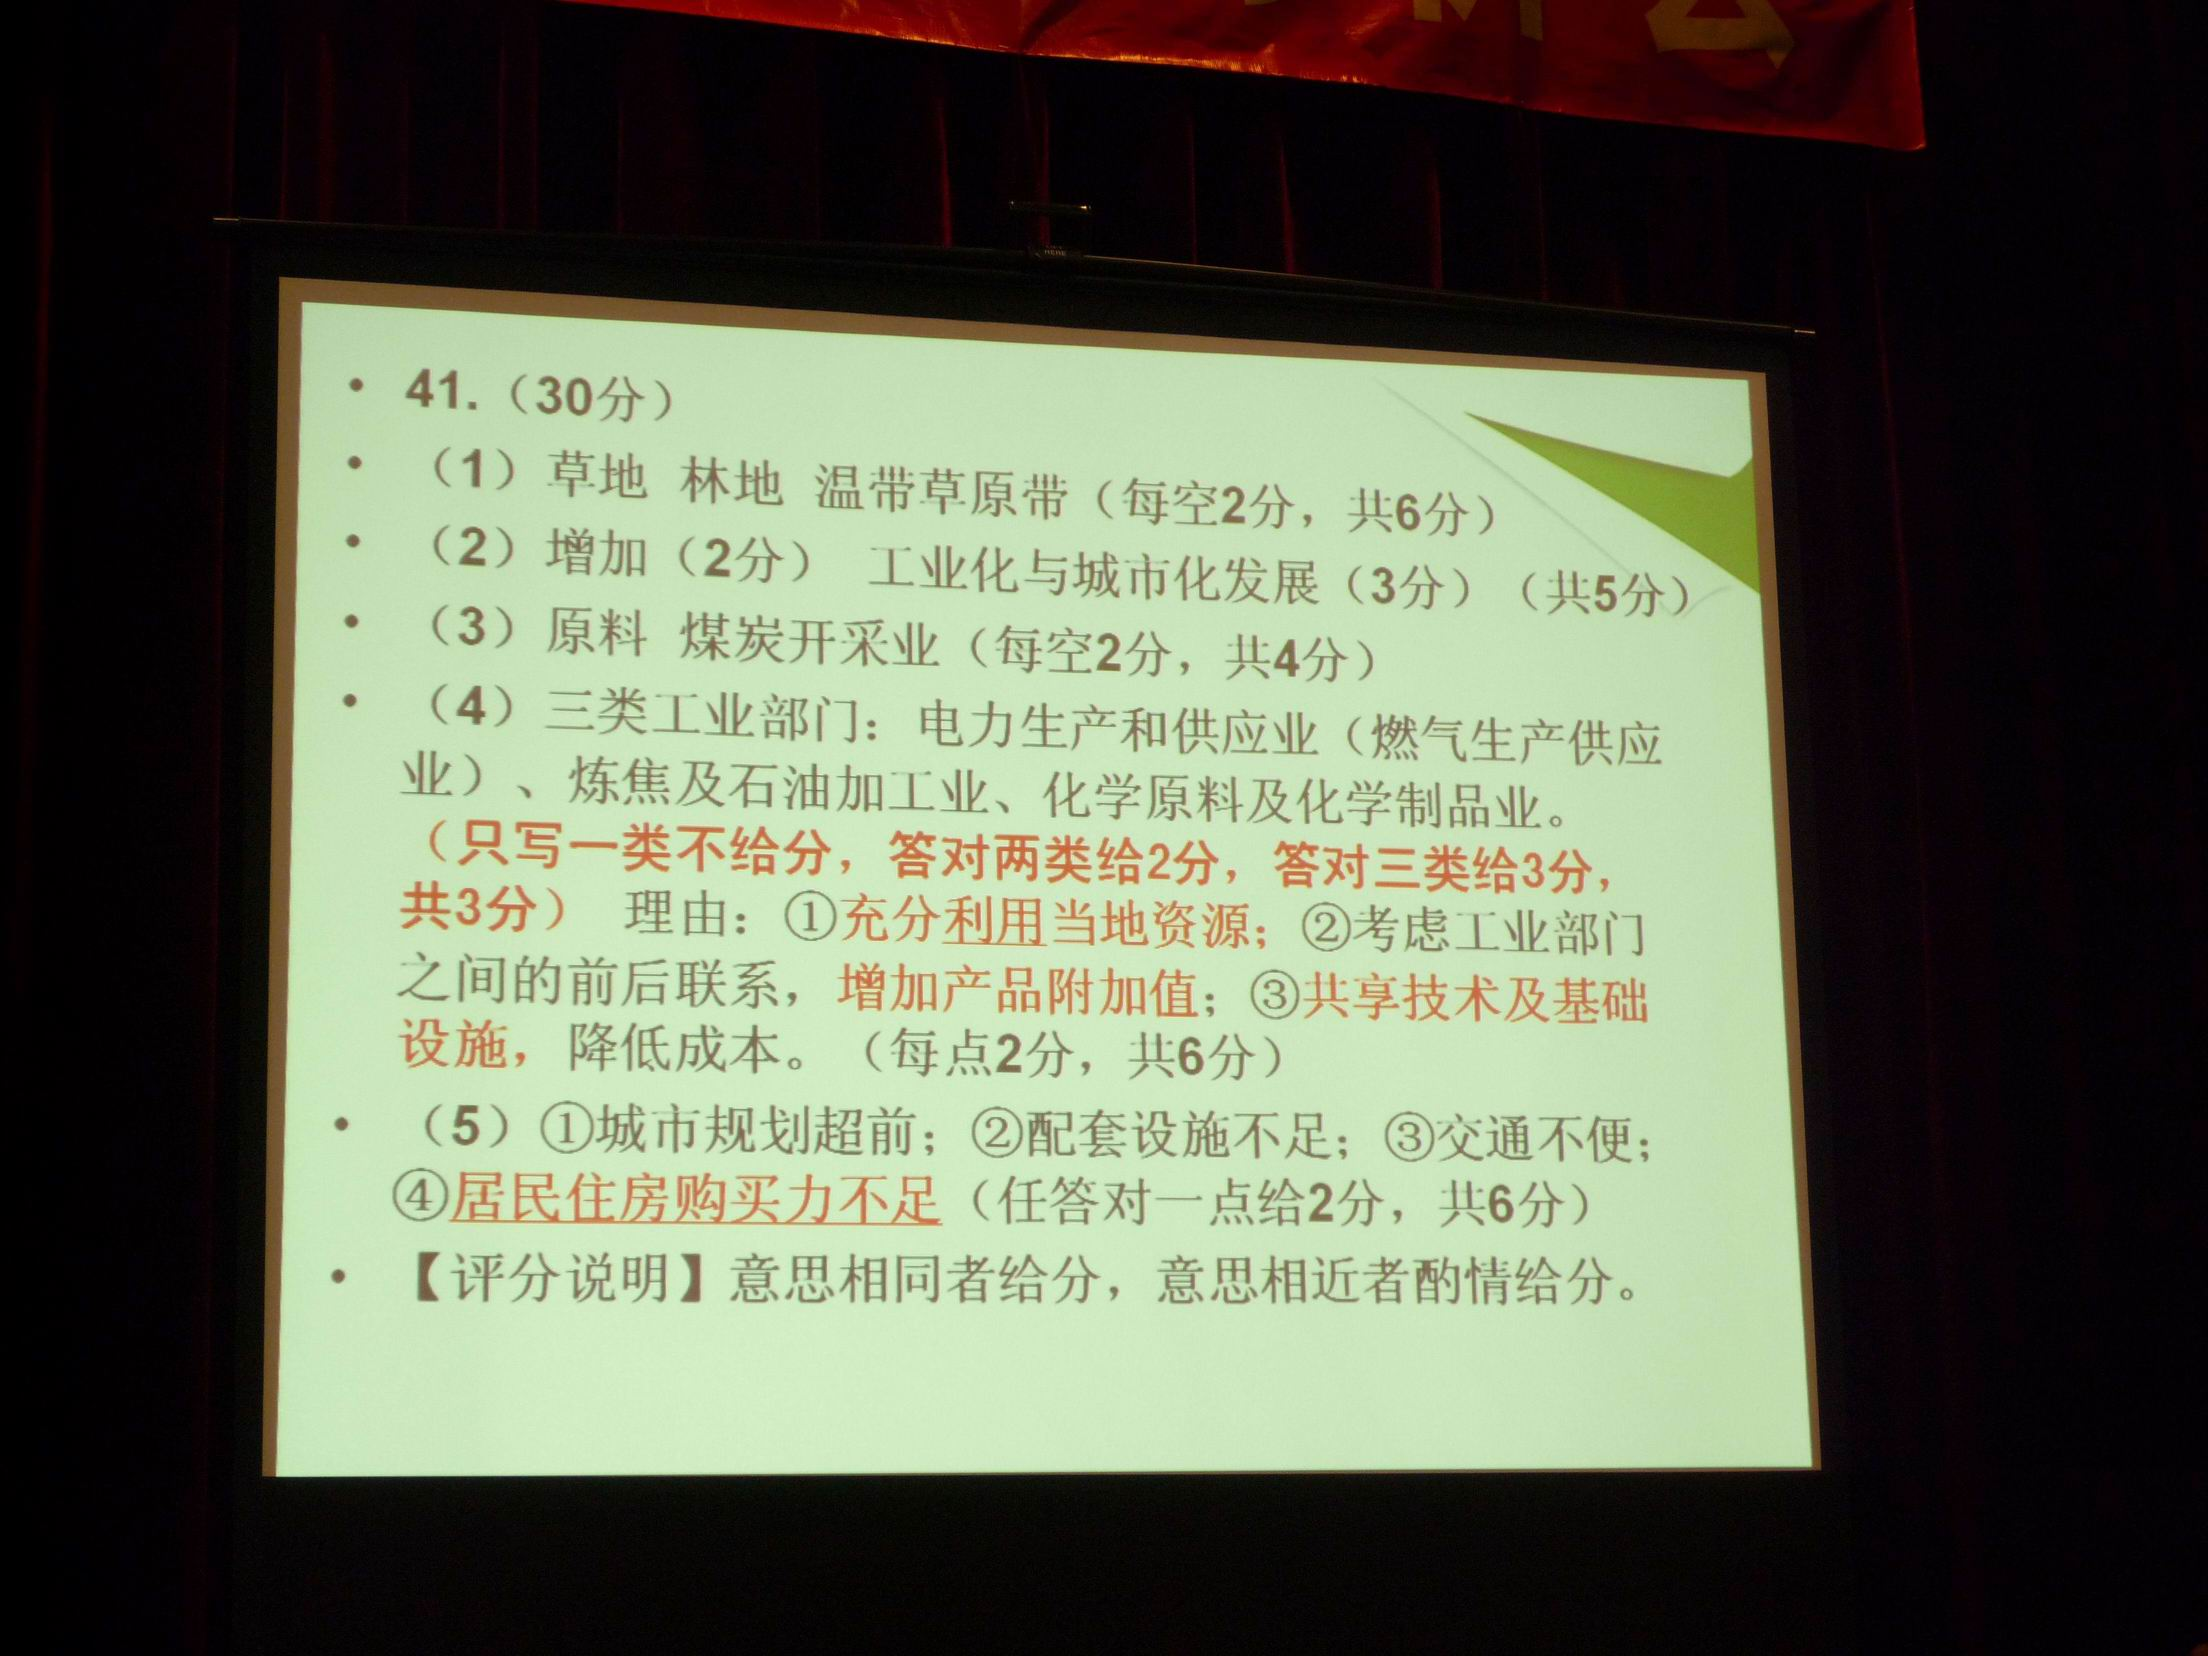 • 41.（30分）
• （1）草地 林地 温带草原带（每空2分，共6分）
• （2）增加（2分） 工业化与城市化发展（3分）（共5分）
• （3）原料 煤炭开采业（每空2分，共4分）
• （4）三类工业部门：电力生产和供应业（燃气生产供应
业）、炼焦及石油加工业、化学原料及化学制品业。
（只写一类不给分，答对两类给2分，答对三类给3分，
共3分） 理由：①充分利用当地资源；②考虑工业部门
之间的前后联系，增加产品附加值；③共享技术及基础
设施，降低成本。（每点2分，共6分）
• （5）①城市规划超前；②配套设施不足；③交通不便；
④居民住房购买力不足（任答对一点给2分，共6分）
• 【评分说明】意思相同者给分，意思相近者酌情给分。